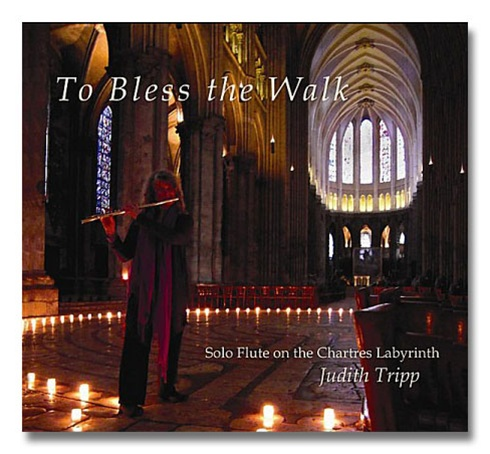 To Bless the Walk
Solo Flute on the Chartres Labyrinth
Judith Tripp